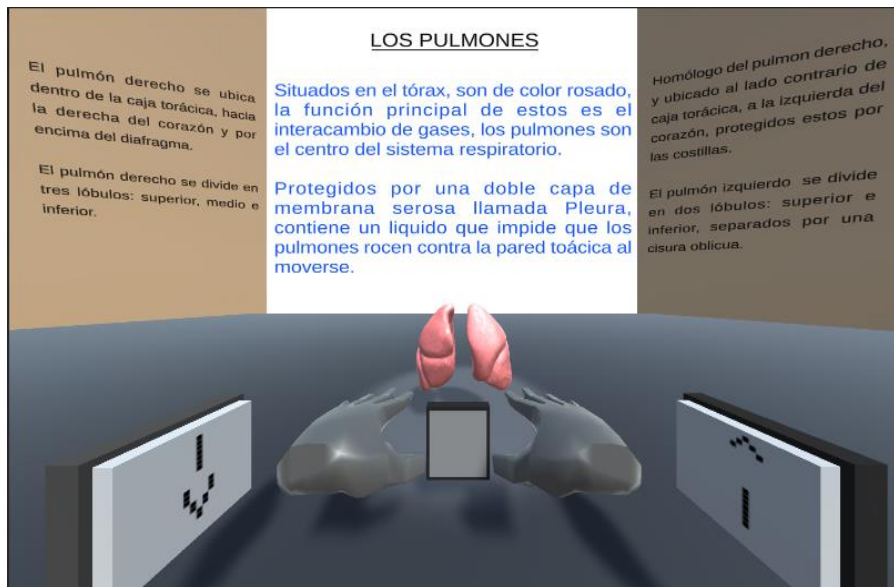 El pulmón derecho se ubica
dentro de la caja torácica, hacia
la derecha del corazón y por
encima del diafragma.
El pulmón derecho se divide en
tres lóbulos: superior, medio e
inferior.
LOS PULMONES
Situados en el tórax, son de color rosado,
la función principal de estos es el
interacambio de gases, los pulmones son
el centro del sistema respiratorio.
Protegidos por una doble capa de
membrana serosa llamada Pleura,
contiene un liquido que impide que los
pulmones rocen contra la pared toácica al
moverse.
Homólogo del pulmon derecho,
y ubicado al lado contrario de
caja torácica, a la izquierda del
corazón, protegidos estos por
las costillas.
El pulmón izquierdo se divide
en dos lóbulos: superior e
inferior, separados por una
cisura oblicua.